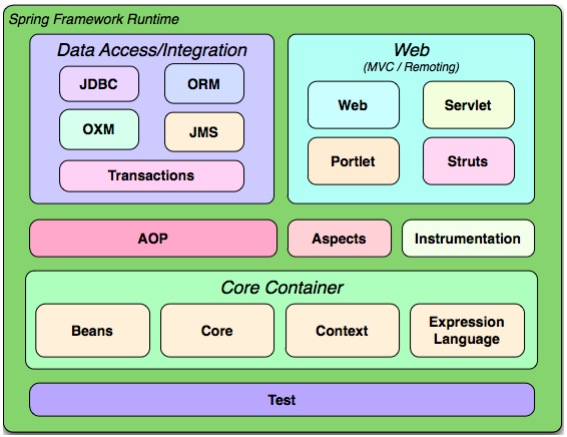 Spring Framework Runtime
Data Access/Integration
JDBC
ORM
OXM
JMS
Transactions
Web
(MVC / Remoting)
Web
Servlet
Portlet
Struts
AOP
Aspects
Instrumentation
Core Container
Beans
Core
Context
Expression
Language
Test